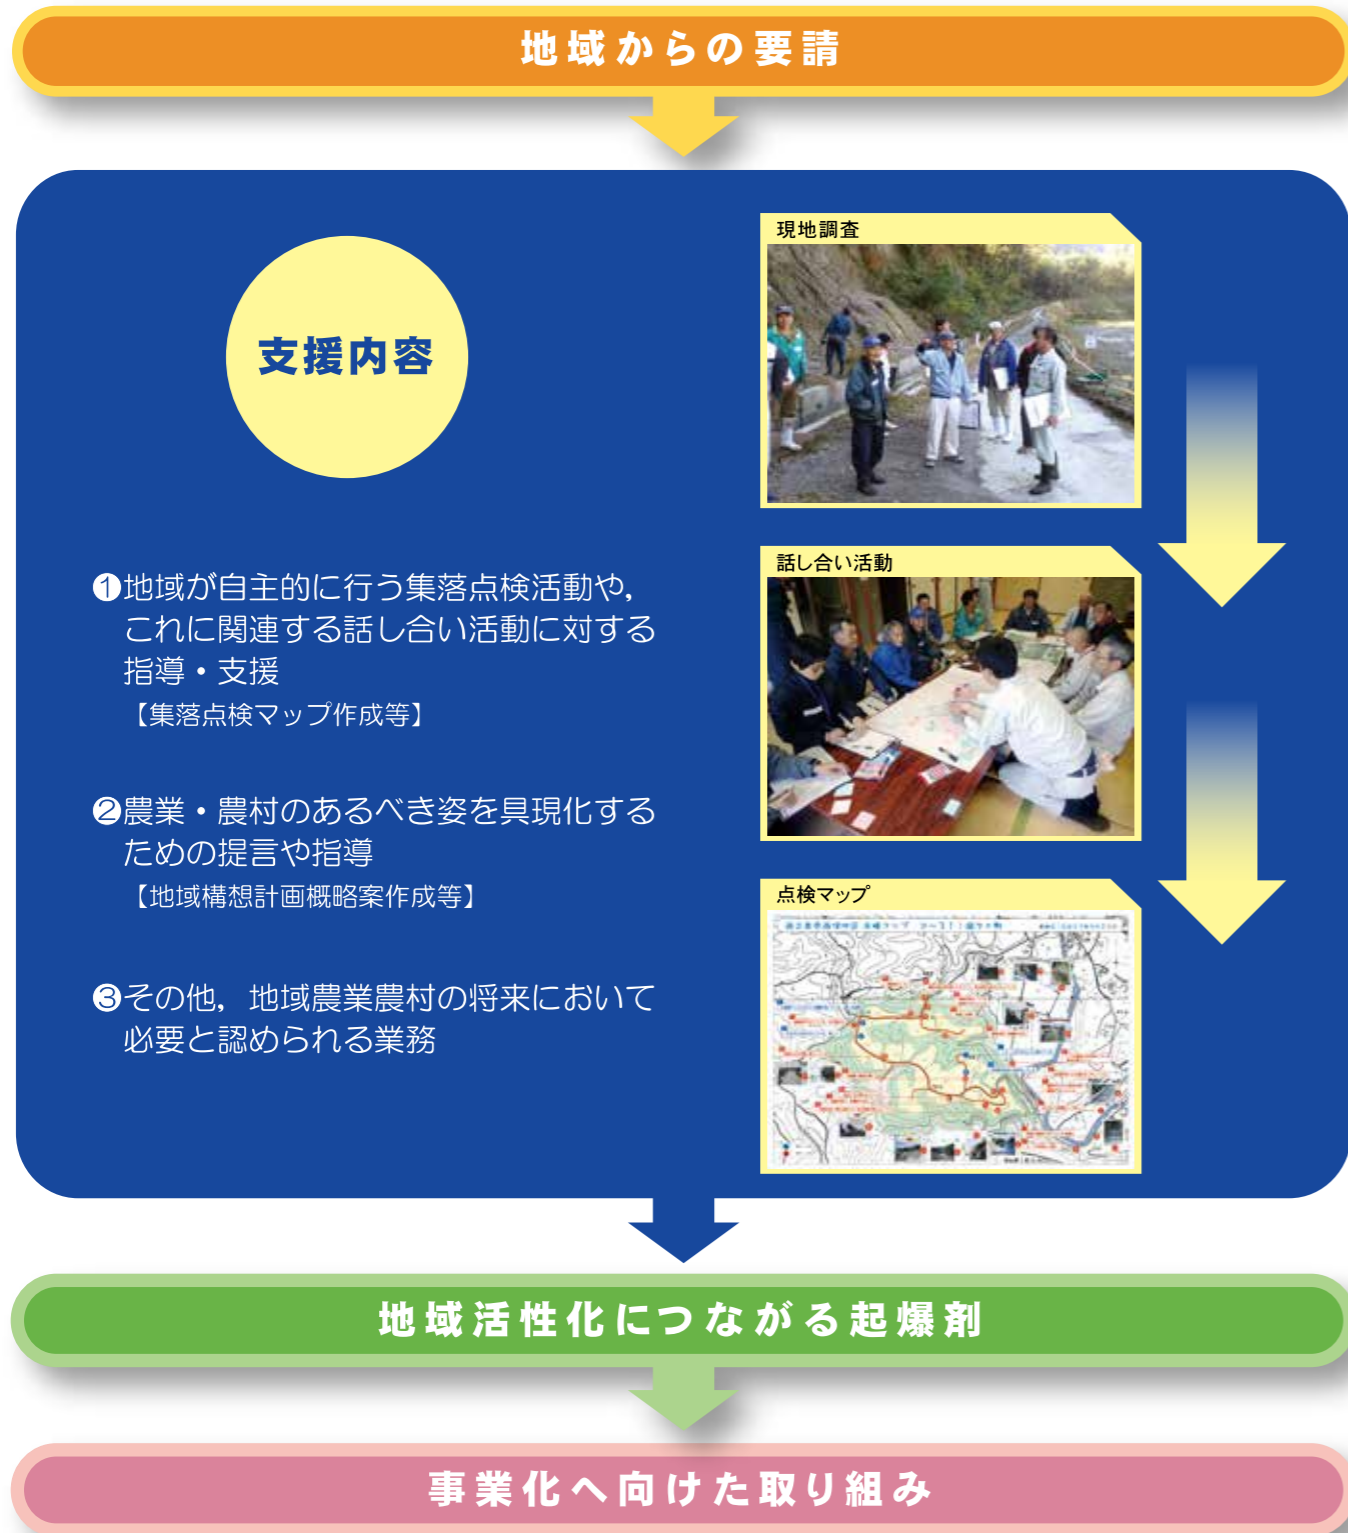 地域からの要請
支援内容
❶地域が自主的に行う集落点検活動や，
これに関連する話し合い活動に対する
指導・支援
【集落点検マップ作成等】
❷農業・農村のあるべき姿を具現化する
ための提言や指導
【地域構想計画概略案作成等】
❸その他，地域農業農村の将来において
必要と認められる業務
現地調査
話し合い活動
点検マップ
地域活性化につながる起爆剤
事業化へ向けた取り組み